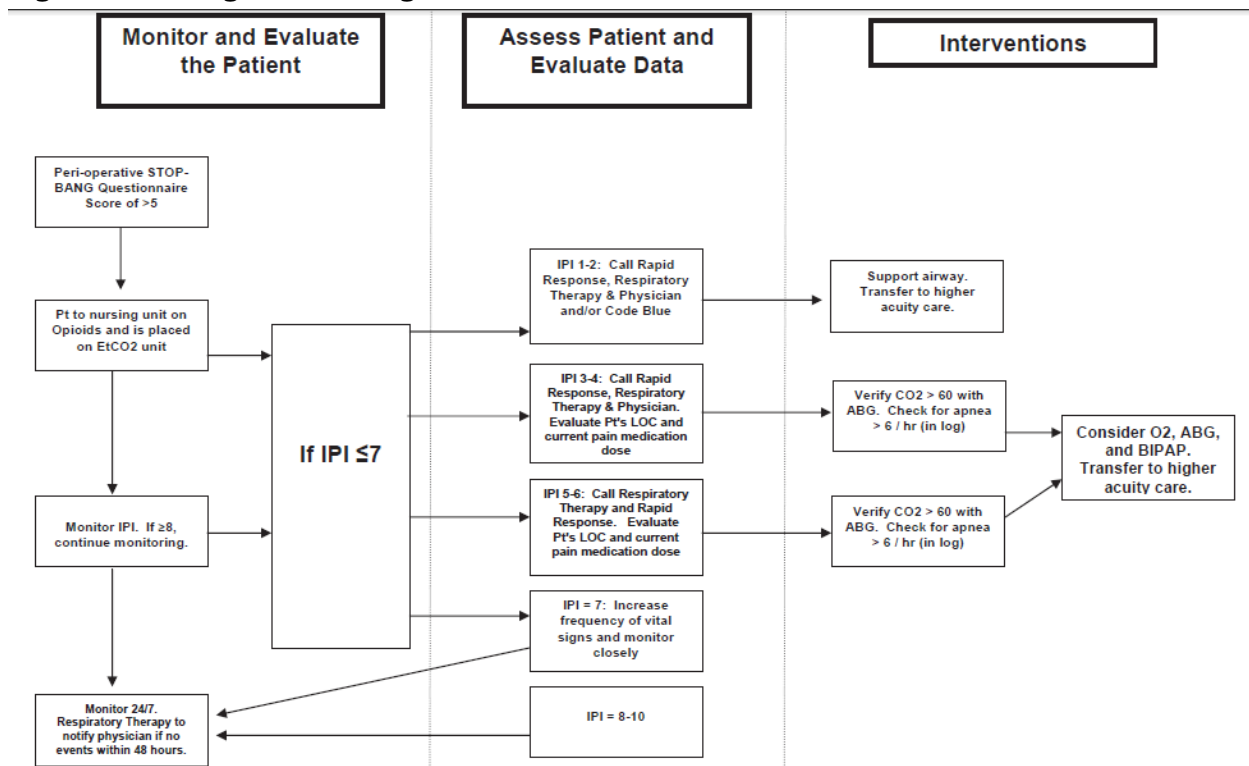 Monitor and Evaluate
the Patient
Assess Patient and
Evaluate Data
Interventions
Peri-operative STOP-
BANG Questionnaire
Score of >5
Pt to nursing unit on
Opioids and is placed
on EtCO2 unit
Monitor IPI. If ≥8,
continue monitoring.
Monitor 24/7.
Respiratory Therapy to
notify physician if no
events within 48 hours.
If IPI ≤7
IPI 1-2: Call Rapid
Response, Respiratory
Therapy & Physician
and/or Code Blue
IPI 3-4: Call Rapid
Response, Respiratory
Therapy & Physician.
Evaluate Pt's LOC and
current pain medication
dose
IPI 5-6: Call Respiratory
Therapy and Rapid
Response. Evaluate
Pt's LOC and current
pain medication dose
IPI = 7: Increase
frequency of vital
signs and monitor
closely
IPI = 8-10
Support airway.
Transfer to higher
acuity care.
Verify CO2 > 60 with
ABG. Check for apnea
> 6 / hr (in log)
Verify CO2 > 60 with
ABG. Check for apnea
> 6 / hr (in log)
Consider O2, ABG,
and BIPAP.
Transfer to higher
acuity care.